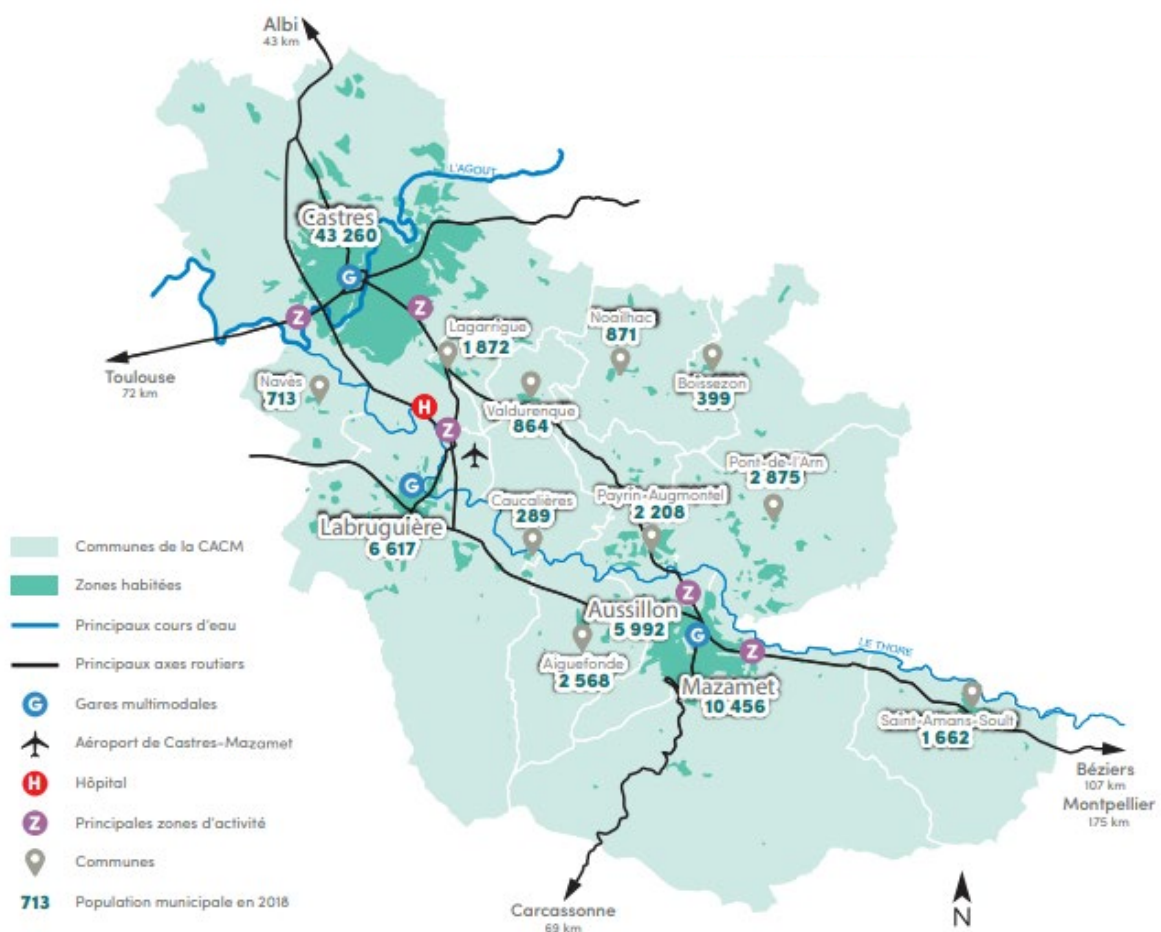 Albi
43 km
L'AGOUT
Castres
43 260
G
Z
Z
Lagarrigue
1 872
Noailhac
871
Boissezon
399
Toulouse
72 km
Navès
713
Valdurenque
864
H
Z
Pont-de-l'Arn
2 875
G
Caucalières
289
Payrin-Augmontel
2 208
Labruguière
6 617
Z
Aussillon
5 992
G
Z
LE THORE
Aiguefonde
2 568
Mazamet
10 456
Saint-Amans-Soult
1 662
Béziers
107 km
Montpellier
175 km
Carcassonne
69 km
N
Communes de la CACM
Zones habitées
Principaux cours d'eau
Principaux axes routiers
G Gares multimodales
Aéroport de Castres-Mazamet
H Hôpital
Z Principales zones d'activité
Communes
713 Population municipale en 2018